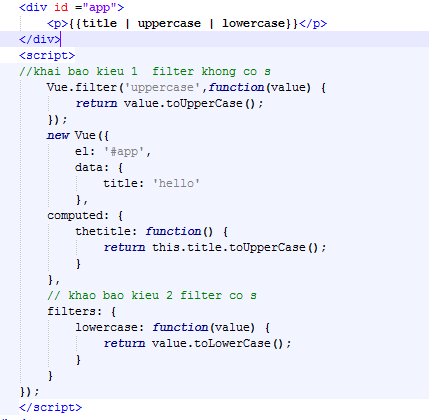 <div id ="app">
<p>{{title | uppercase | lowercase}}</p>
</div>
<script>
//khai bao kieu 1  filter khong co s
Vue.filter('uppercase',function(value) {
return value.toUpperCase();
});
new Vue({
el: '#app',
data: {
title: 'hello'
},
computed: {
thetitle: function() {
return this.title.toUpperCase();
}
},
// khao bao kieu 2 filter co s
filters: {
lowercase: function(value) {
return value.toLowerCase();
}
}
});
</script>